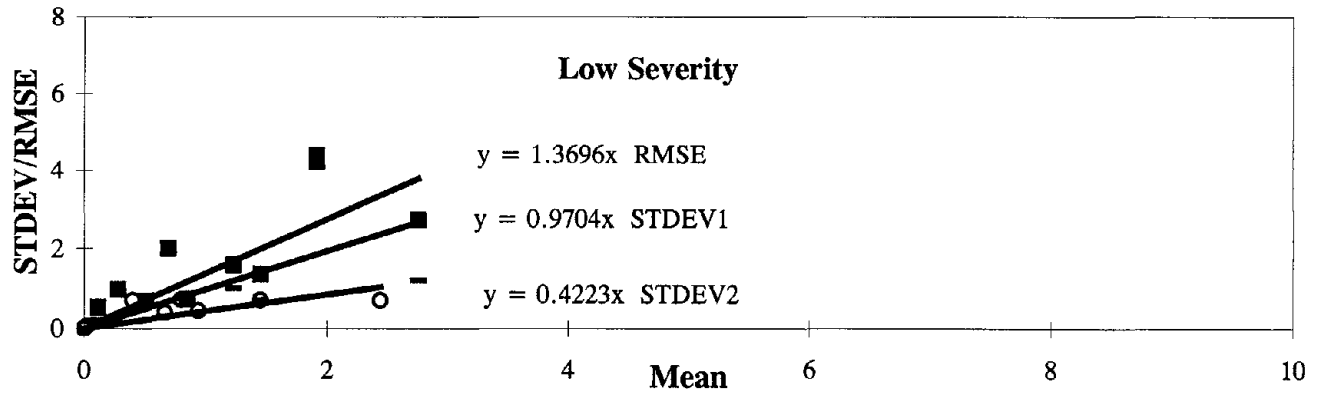 8
Low Severity
6
STDEV/RMSE
y = 1.3696x RMSE
4
y = 0.9704x STDEV1
2
y = 0.4223x STDEV2
0
0 2 4 6 8 10
Mean